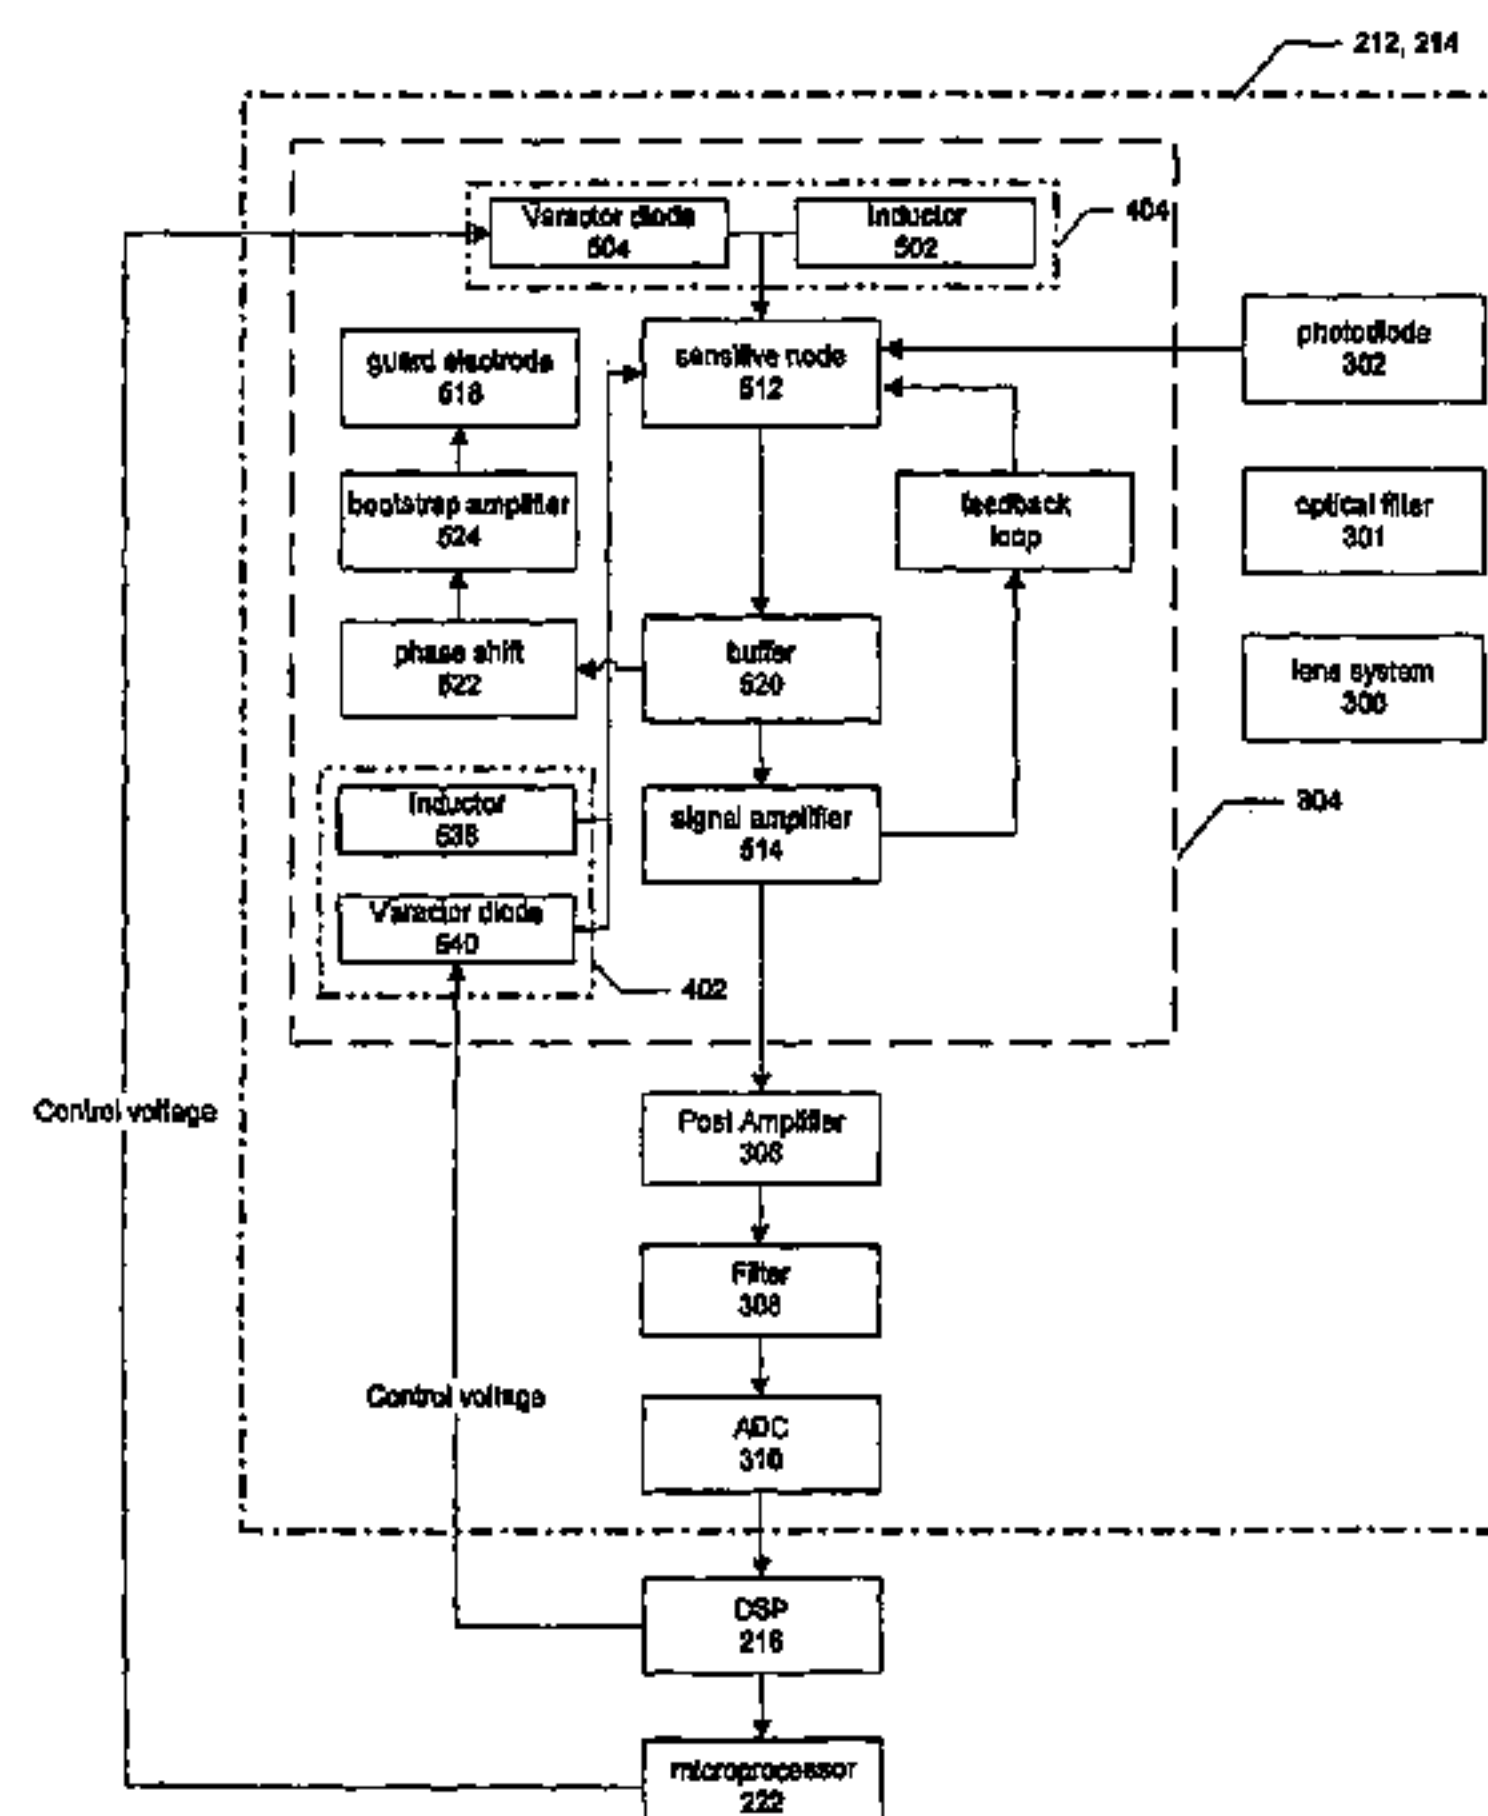 212, 214
404
Varactor diode
504
Inductor
502
photodiode
302
guard electrode
518
sensitive node
512
bootstrap amplifier
524
feedback
loop
optical filter
301
phase shift
522
buffer
520
lens system
300
Inductor
538
signal amplifier
514
304
Varactor diode
540
402
Control voltage
Post Amplifier
Filter
308
Control voltage
ADC
310
DSP
216
microprocessor
222